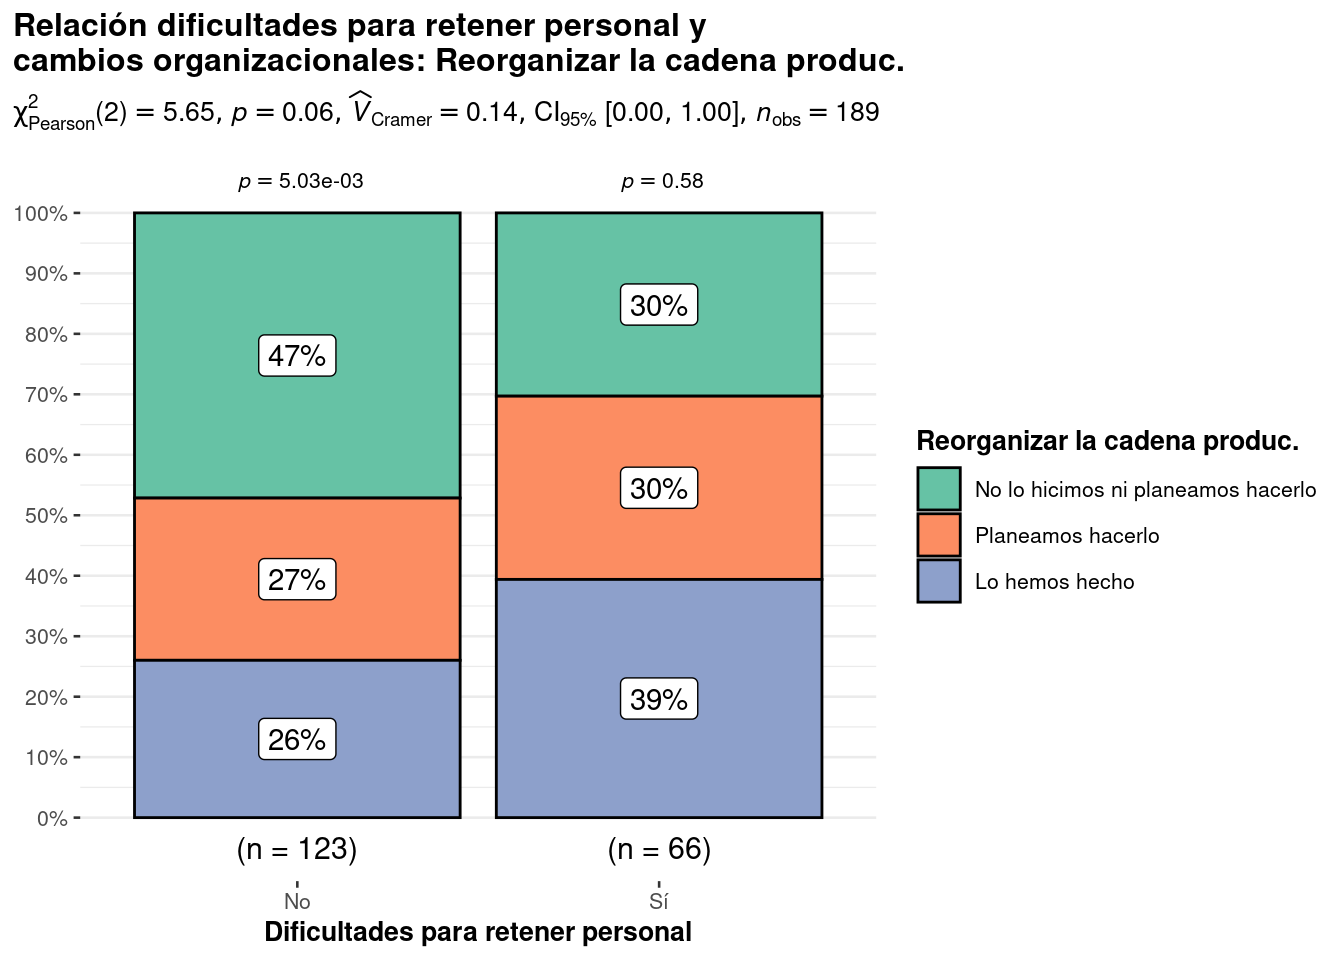 Relación dificultades para retener personal y
cambios organizacionales: Reorganizar la cadena produc.
χ²Pearson(2) = 5.65, p = 0.06, V̂Cramer = 0.14, CI95% [0.00, 1.00], nobs = 189
p = 5.03e-03
p = 0.58
100%
90%
80%
70%
60%
50%
40%
30%
20%
10%
0%
47%
27%
26%
30%
30%
39%
(n = 123)
(n = 66)
No
Sí
Dificultades para retener personal
Reorganizar la cadena produc.
No lo hicimos ni planeamos hacerlo
Planeamos hacerlo
Lo hemos hecho